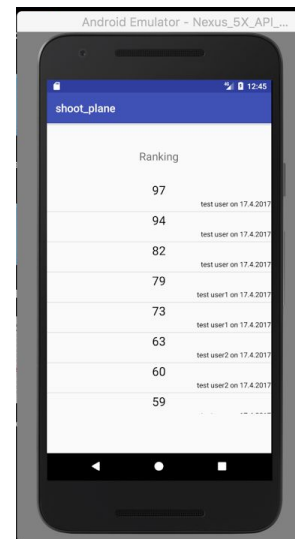 Android Emulator - Nexus_5X_API_...
12:45
shoot_plane
Ranking
97
test user on 17.4.2017
94
test user on 17.4.2017
82
test user on 17.4.2017
79
test user1 on 17.4.2017
73
test user1 on 17.4.2017
63
test user2 on 17.4.2017
60
test user2 on 17.4.2017
59